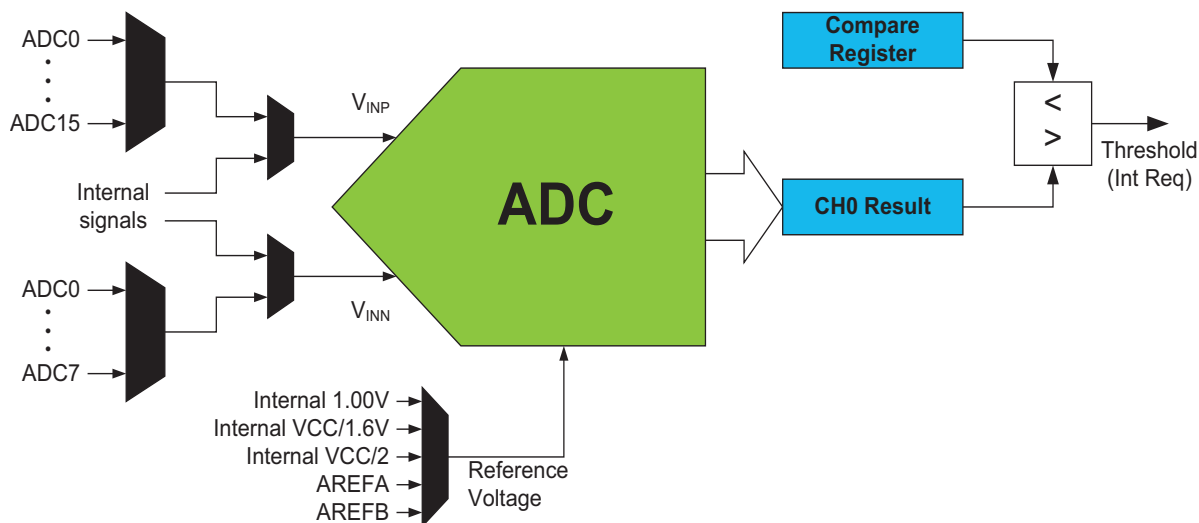 ADC0
ADC15
Internal
signals
ADC0
ADC7
VINP
VINN
ADC
Internal 1.00V
Internal VCC/1.6V
Internal VCC/2
AREFA
AREFB
Reference
Voltage
Compare
Register
CH0 Result
<
>
Threshold
(Int Req)